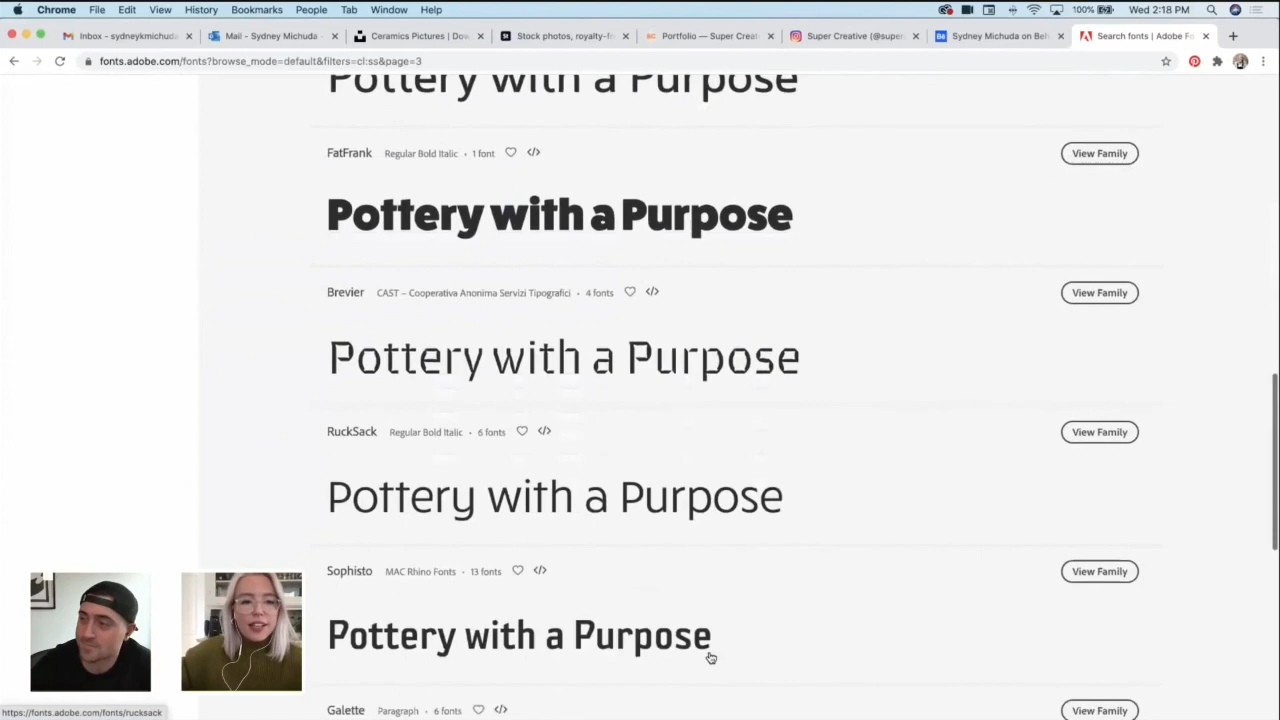 Chrome File Edit View History Bookmarks People Tab Window Help 100% Wed 2:18 PM
Inbox - sydneykmichuda Mail - Sydney Michuda - Ceramics Pictures | Dow Stock photos, royalty-fr Portfolio — Super Creati Super Creative (@super Sydney Michuda on Beh Search fonts | Adobe Fo
fonts.adobe.com/fonts?browse_mode=default&filters=cl:ss&page=3
Pottery with a Purpose
FatFrank Regular Bold Italic • 1 font </> View Family
Pottery with a Purpose
Brevier CAST – Cooperativa Anonima Servizi Tipografici • 4 fonts </> View Family
Pottery with a Purpose
RuckSack Regular Bold Italic • 6 fonts </> View Family
Pottery with a Purpose
Sophisto MAC Rhino Fonts • 13 fonts </> View Family
Pottery with a Purpose
Galette Paragraph • 6 fonts </> View Family
https://fonts.adobe.com/fonts/rucksack